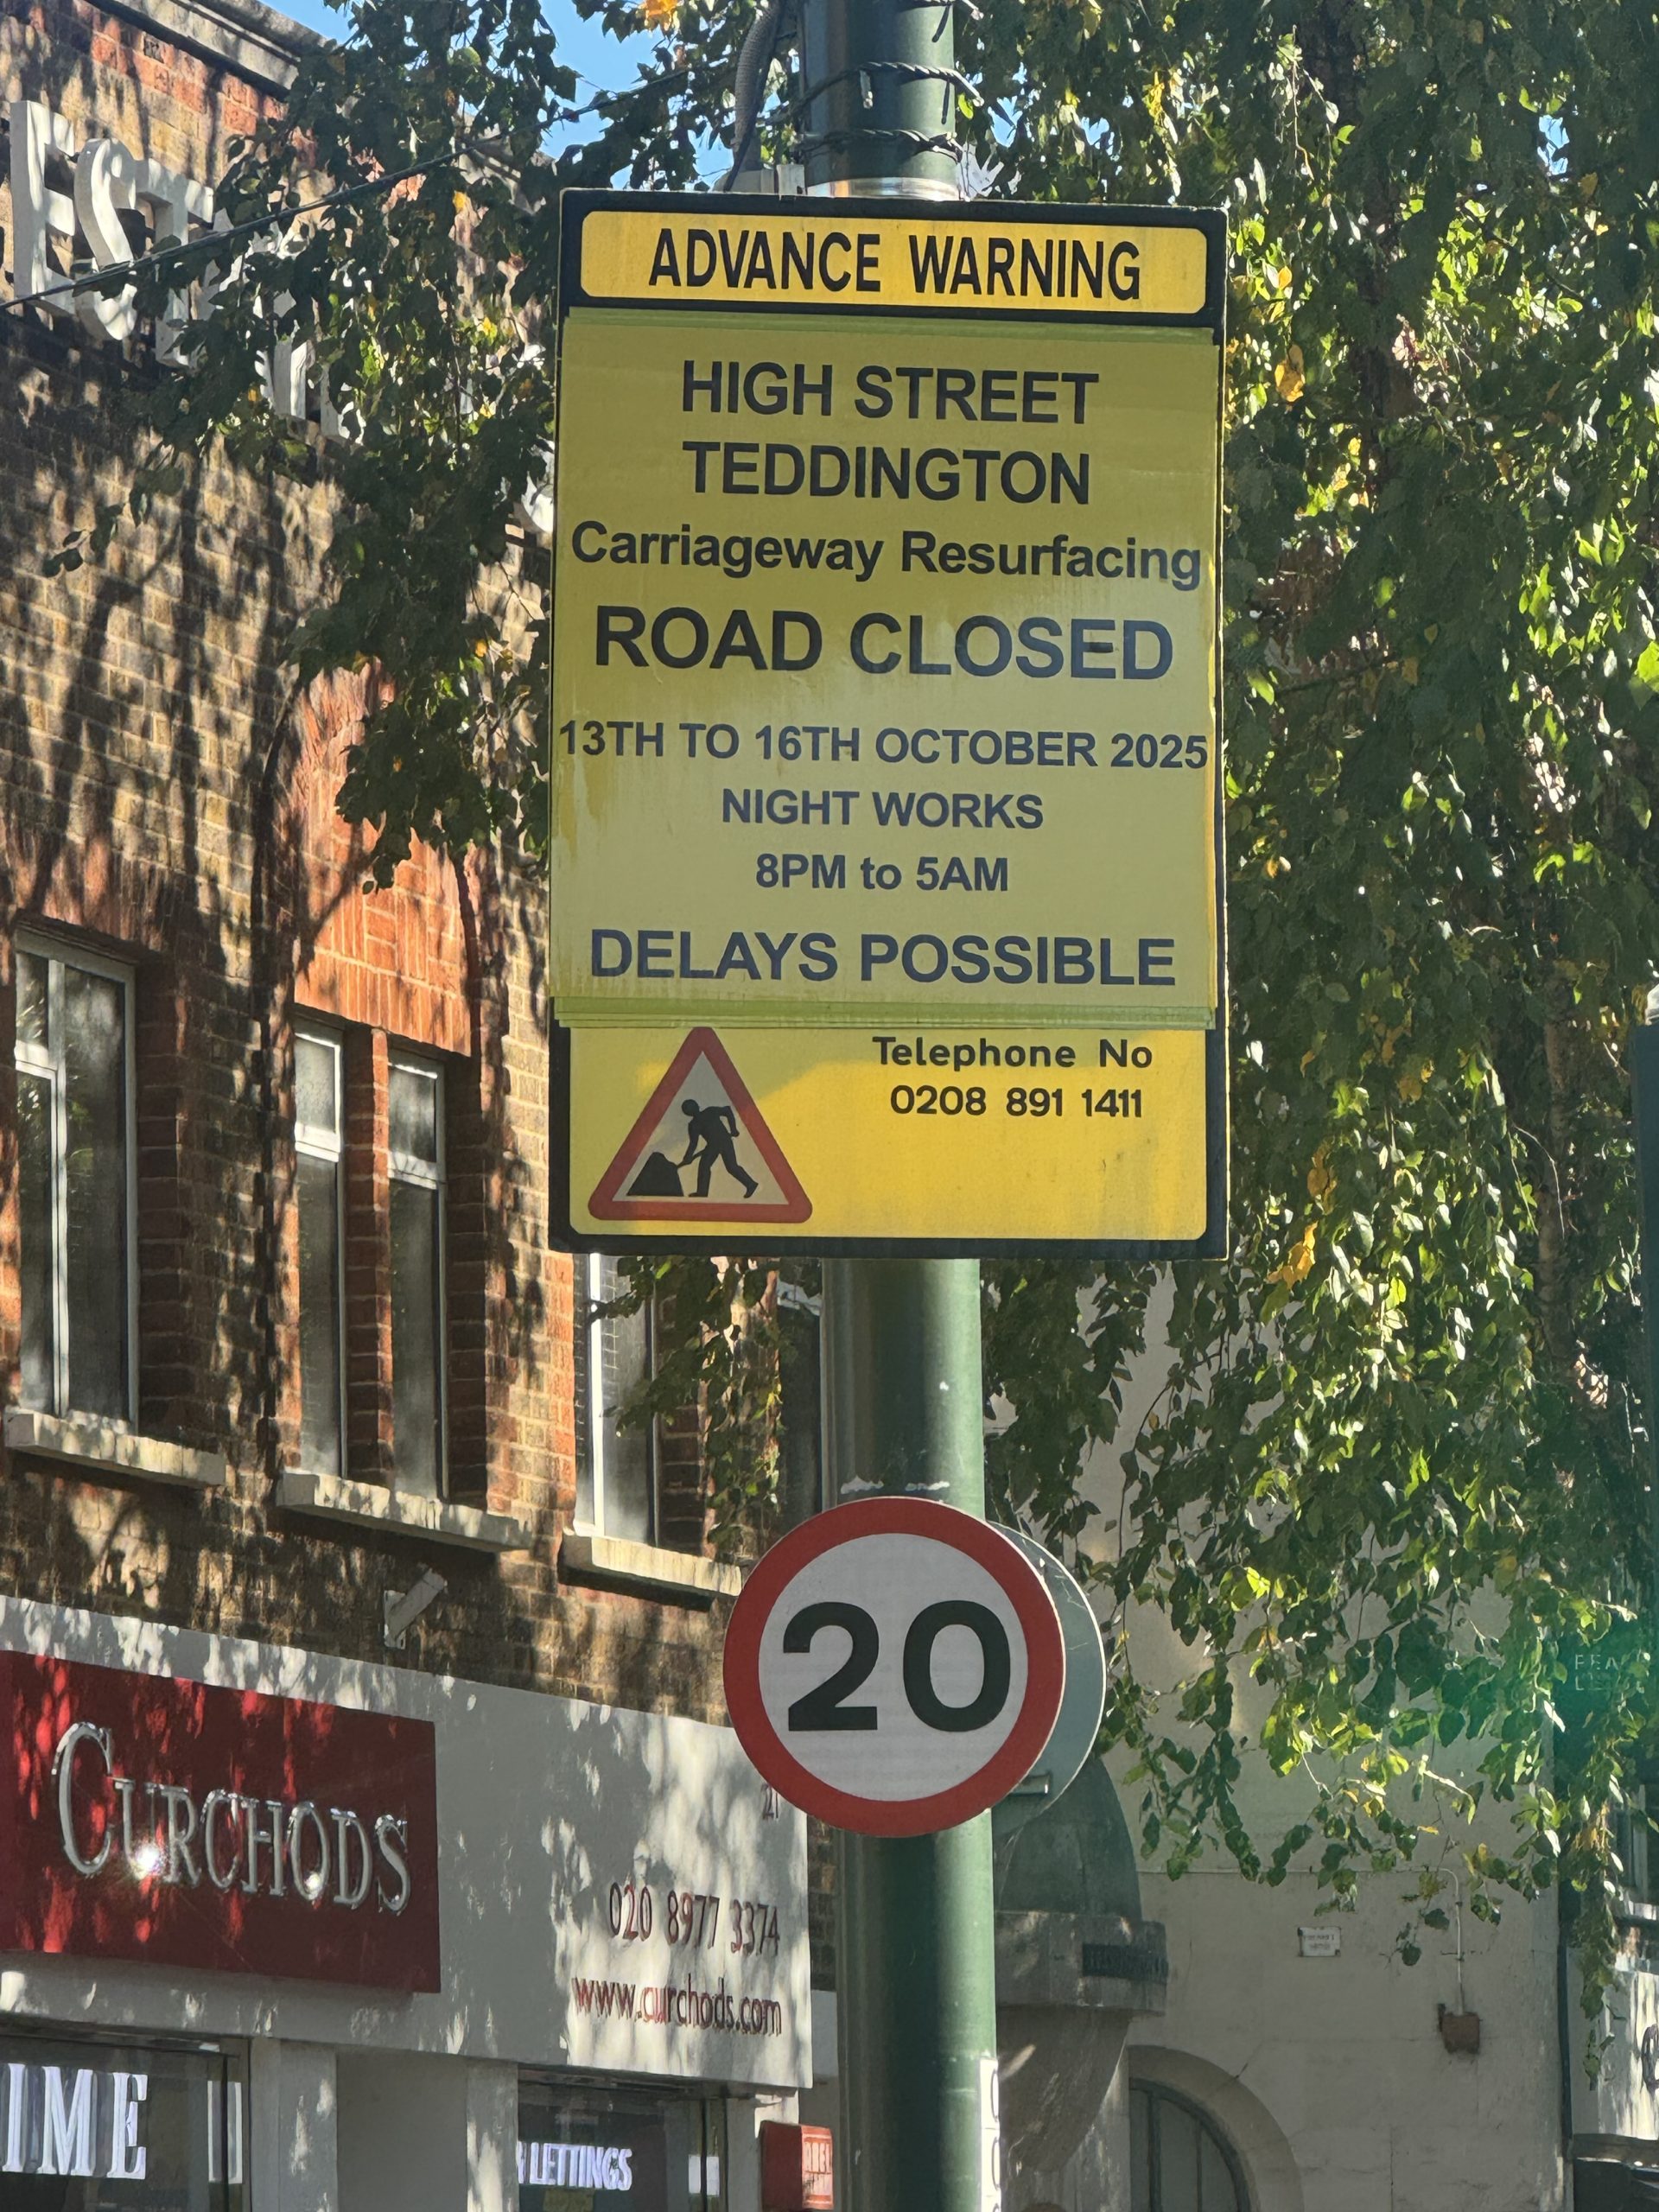 ADVANCE WARNING
HIGH STREET
TEDDINGTON
Carriageway Resurfacing
ROAD CLOSED
13TH TO 16TH OCTOBER 2025
NIGHT WORKS
8PM to 5AM
DELAYS POSSIBLE
Telephone No
0208 891 1411
20
CURCHODS
241
020 8977 3374
www.curchods.com
LETTINGS